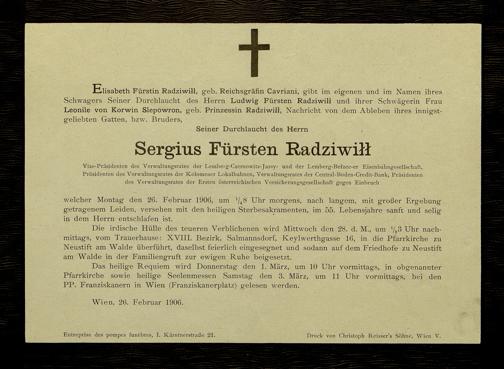 Elisabeth Fürstin Radziwiłł, geb. Reichsgräfin Cavriani, gibt im eigenen und im Namen ihres
Schwagers Seiner Durchlaucht des Herrn Ludwig Fürsten Radziwiłł und ihrer Schwägerin Frau
Leonile von Korwin Slepowron, geb. Prinzessin Radziwiłł, Nachricht von dem Ableben ihres innigst-
geliebten Gatten, bzw. Bruders,
Seiner Durchlaucht des Herrn
Sergius Fürsten Radziwiłł
Vize-Präsidenten des Verwaltungsrates der Lemberg-Czernowitz-Jassy- und der Lemberg-Belzec-er Eisenbahngesellschaft,
Präsidenten des Verwaltungsrates der Kolomeaer Lokalbahnen, Verwaltungsrates der Central-Boden-Credit-Bank, Präsidenten
des Verwaltungsrates der Ersten österreichischen Versicherungsgesellschaft gegen Einbruch
welcher Montag den 26. Februar 1906, um 1/48 Uhr morgens, nach langem, mit großer Ergebung
getragenem Leiden, versehen mit den heiligen Sterbesakramenten, im 55. Lebensjahre sanft und selig
in dem Herrn entschlafen ist.
Die irdische Hülle des teueren Verblichenen wird Mittwoch den 28. d. M., um 1/23 Uhr nach-
mittags, vom Trauerhause: XVIII. Bezirk, Salmannsdorf, Keylwerthgasse 16, in die Pfarrkirche zu
Neustift am Walde überführt, daselbst feierlich eingesegnet und sodann auf dem Friedhofe zu Neustift
am Walde in der Familiengruft zur ewigen Ruhe beigesetzt.
Das heilige Requiem wird Donnerstag den 1. März, um 10 Uhr vormittags, in obgenannter
Pfarrkirche sowie heilige Seelenmessen Samstag den 3. März, um 11 Uhr vormittags, bei den
PP. Franziskanern in Wien (Franziskanerplatz) gelesen werden.
Wien, 26. Februar 1906.
Entreprise des pompes funèbres, I. Kärntnerstraße 21.
Druck von Christoph Reisser's Söhne, Wien V.